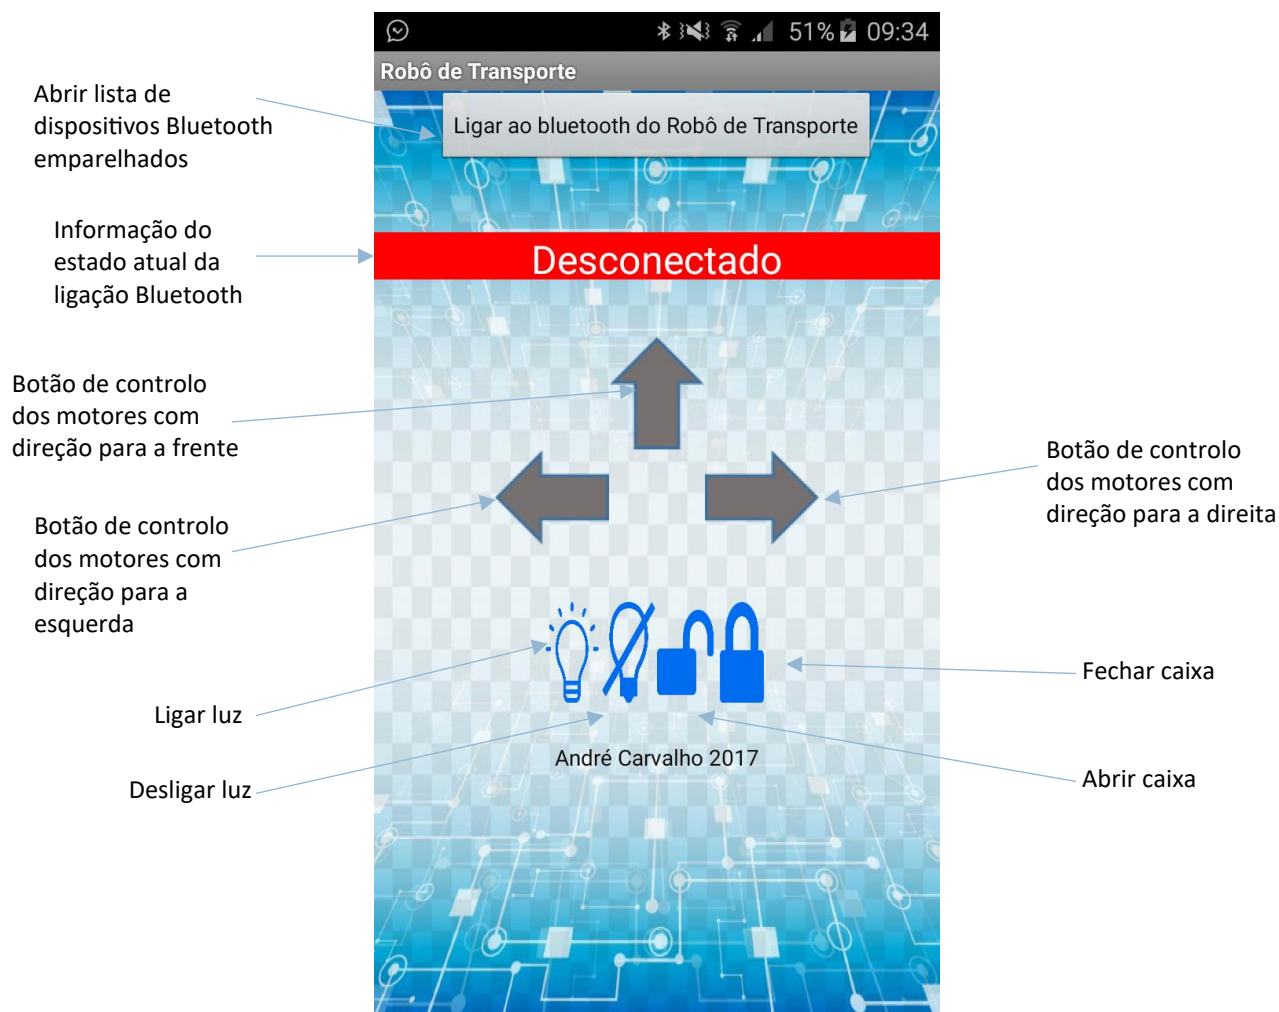 51% 09:34
Robô de Transporte
Abrir lista de
dispositivos Bluetooth
emparelhados
Ligar ao bluetooth do Robô de Transporte
Informação do
estado atual da
ligação Bluetooth
Desconectado
Botão de controlo
dos motores com
direção para a frente
Botão de controlo
dos motores com
direção para a direita
Botão de controlo
dos motores com
direção para a
esquerda
Fechar caixa
Ligar luz
André Carvalho 2017
Desligar luz
Abrir caixa